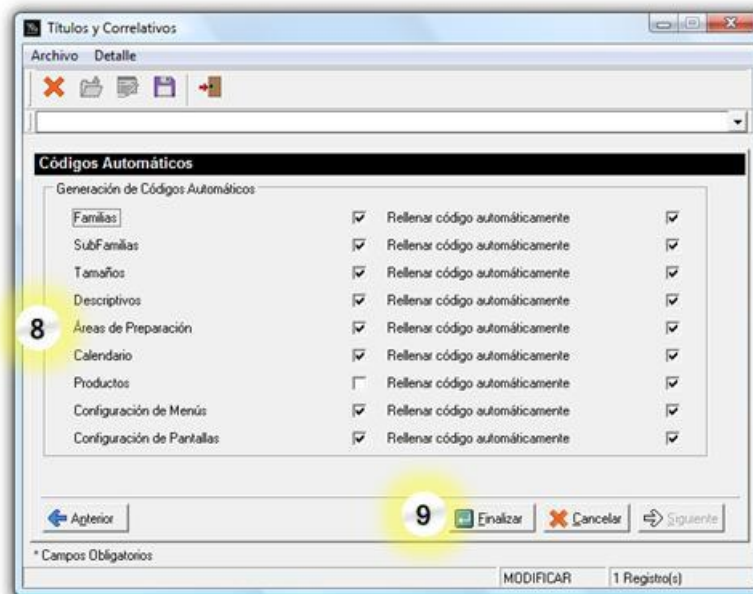 Títulos y Correlativos
Archivo Detalle
Códigos Automáticos
Generación de Códigos Automáticos
Familias Rellenar código automáticamente
SubFamilias Rellenar código automáticamente
Tamaños Rellenar código automáticamente
Descriptivos Rellenar código automáticamente
8 Áreas de Preparación Rellenar código automáticamente
Calendario Rellenar código automáticamente
Productos Rellenar código automáticamente
Configuración de Menús Rellenar código automáticamente
Configuración de Pantallas Rellenar código automáticamente
Anterior 9 Finalizar Cancelar Siguiente
* Campos Obligatorios
MODIFICAR 1 Registro(s)